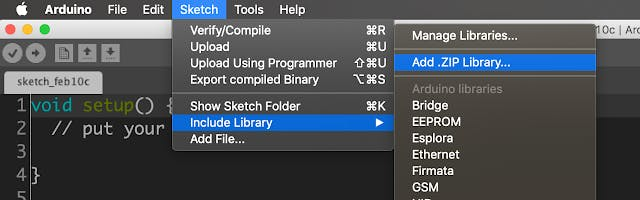 Arduino File Edit Sketch Tools Help
Verify/Compile ⌘R
Upload ⌘U
Upload Using Programmer ⇧⌘U
Export compiled Binary ⌥⌘S
Show Sketch Folder ⌘K
Include Library
Add File...
Manage Libraries...
Add .ZIP Library...
Arduino libraries
Bridge
EEPROM
Esplora
Ethernet
Firmata
GSM
10c | Ar
sketch_feb10c
1 void setup() {
2 // put your
3
4 }
5